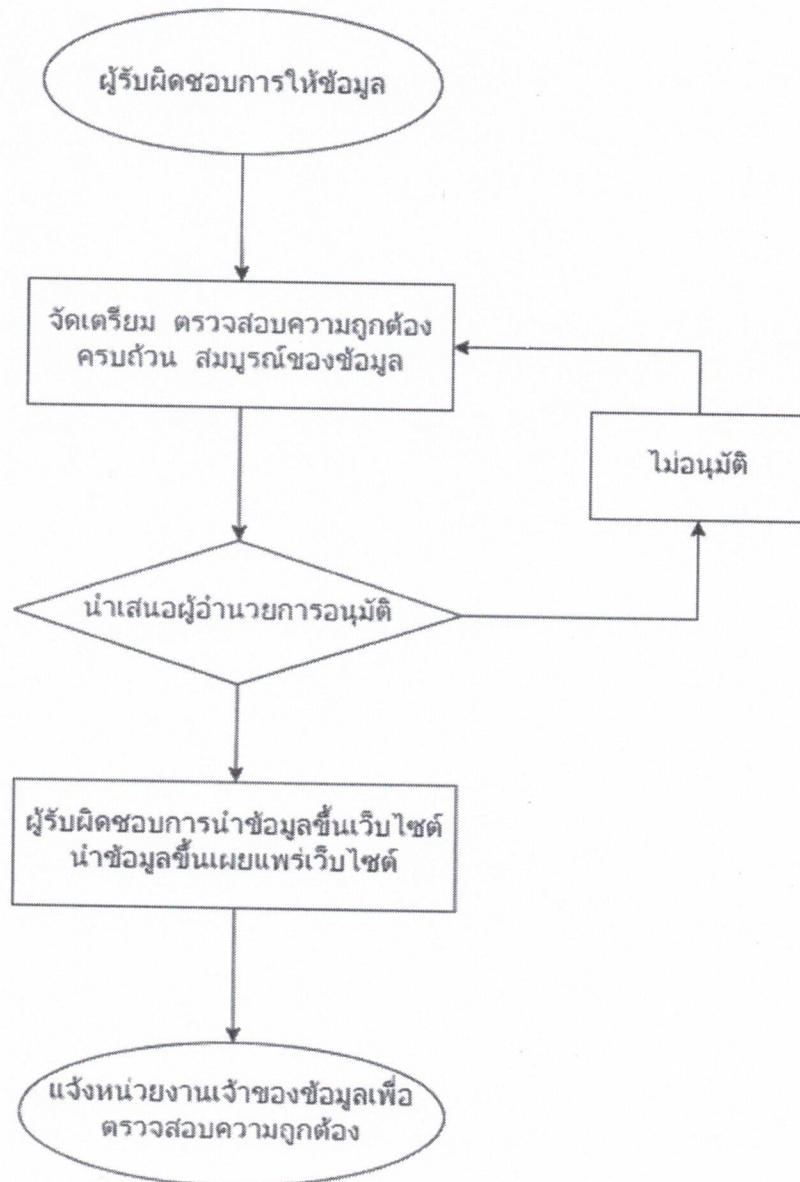 ผู้รับผิดชอบการให้ข้อมูล
จัดเตรียม ตรวจสอบความถูกต้อง
ครบถ้วน สมบูรณ์ของข้อมูล
ไม่อนุมัติ
นำเสนอผู้อำนวยการอนุมัติ
ผู้รับผิดชอบการนำข้อมูลขึ้นเว็บไซต์
นำข้อมูลขึ้นเผยแพร่เว็บไซต์
แจ้งหน่วยงานเจ้าของข้อมูลเพื่อ
ตรวจสอบความถูกต้อง